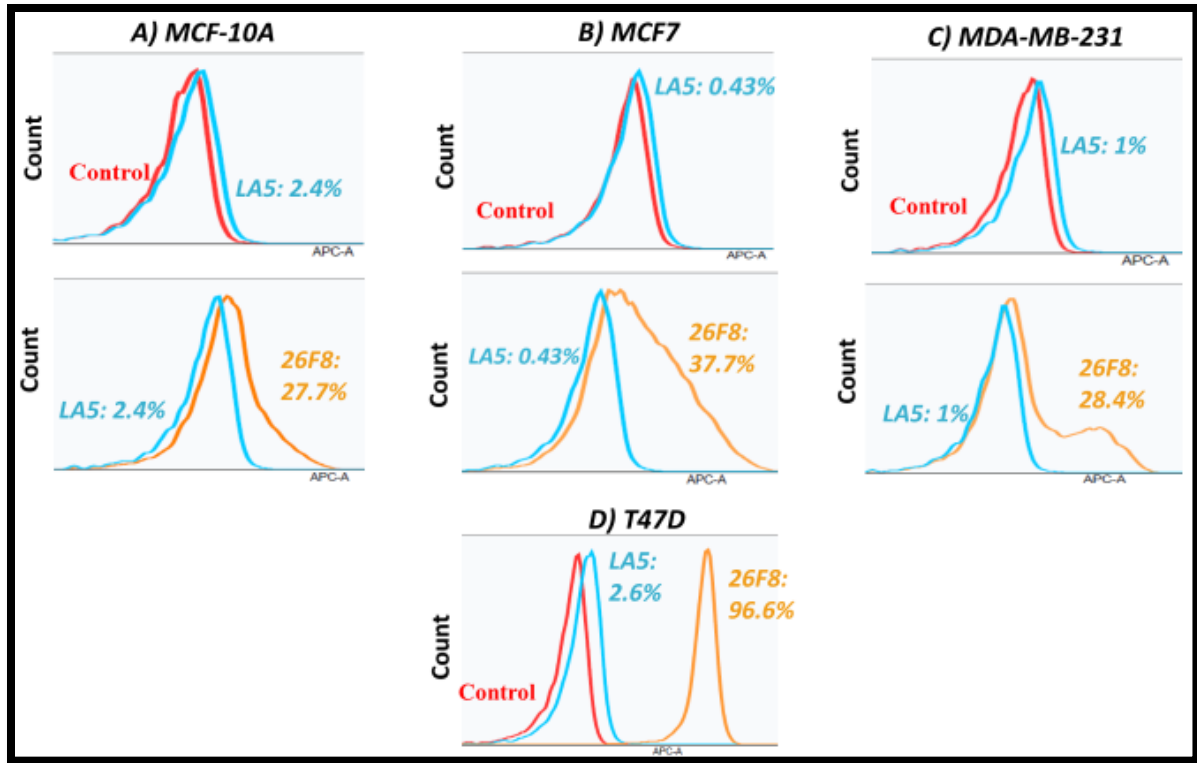 A) MCF-10A
Count
Control
LA5: 2.4%
APC-A
Count
LA5: 2.4%
26F8:
27.7%
APC-A
B) MCF7
Count
Control
LA5: 0.43%
APC-A
Count
LA5: 0.43%
26F8:
37.7%
APC-A
C) MDA-MB-231
Count
Control
LA5: 1%
APC-A
Count
LA5: 1%
26F8:
28.4%
APC-A
D) T47D
Count
Control
LA5:
2.6%
26F8:
96.6%
APC-A